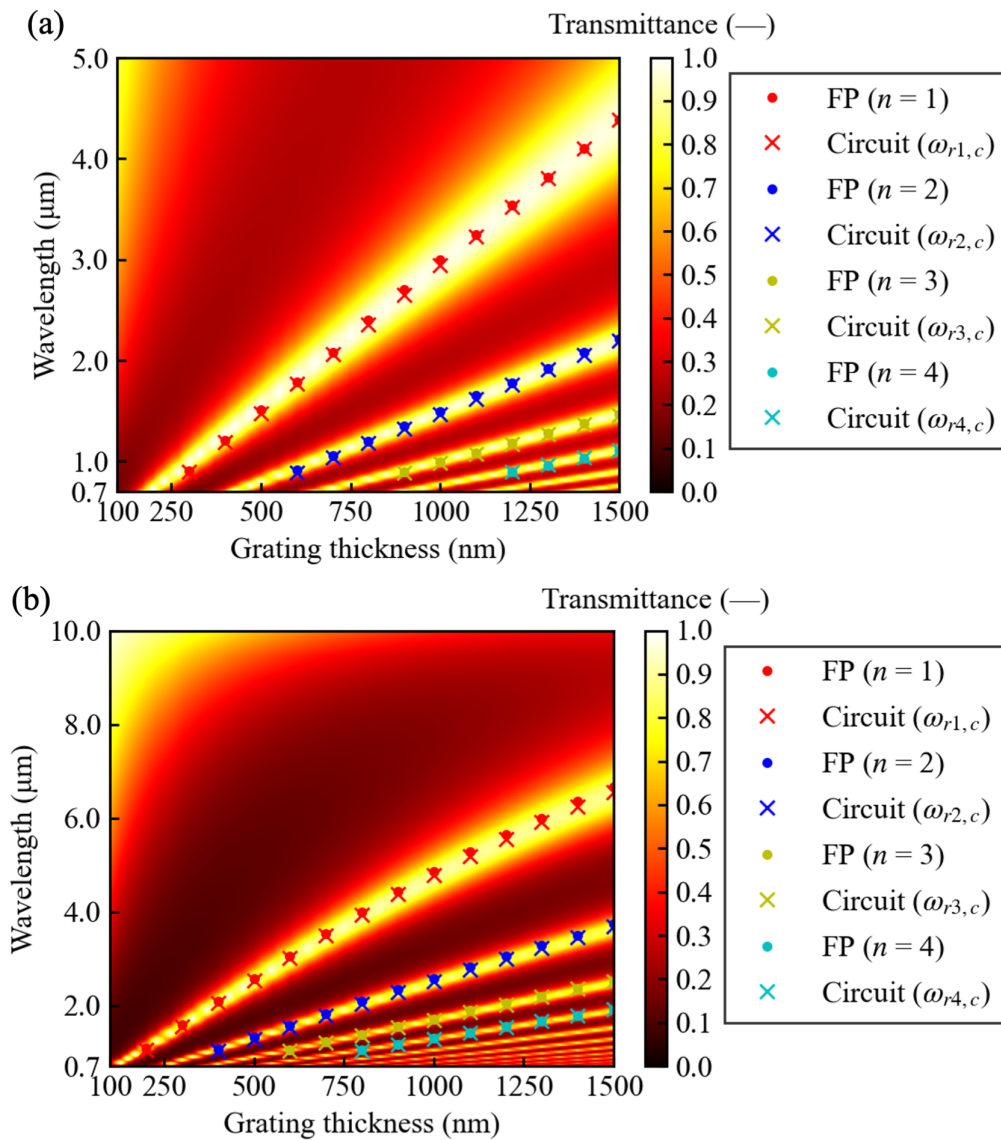 (a)
Transmittance (—)
5.0
4.0
3.0
2.0
1.0
0.7
Wavelength (μm)
100 250 500 750 1000 1250 1500
Grating thickness (nm)
1.0
0.9
0.8
0.7
0.6
0.5
0.4
0.3
0.2
0.1
0.0
FP (n = 1)
Circuit (ωr1, c)
FP (n = 2)
Circuit (ωr2, c)
FP (n = 3)
Circuit (ωr3, c)
FP (n = 4)
Circuit (ωr4, c)
(b)
Transmittance (—)
10.0
8.0
6.0
4.0
2.0
0.7
Wavelength (μm)
100 250 500 750 1000 1250 1500
Grating thickness (nm)
1.0
0.9
0.8
0.7
0.6
0.5
0.4
0.3
0.2
0.1
0.0
FP (n = 1)
Circuit (ωr1, c)
FP (n = 2)
Circuit (ωr2, c)
FP (n = 3)
Circuit (ωr3, c)
FP (n = 4)
Circuit (ωr4, c)